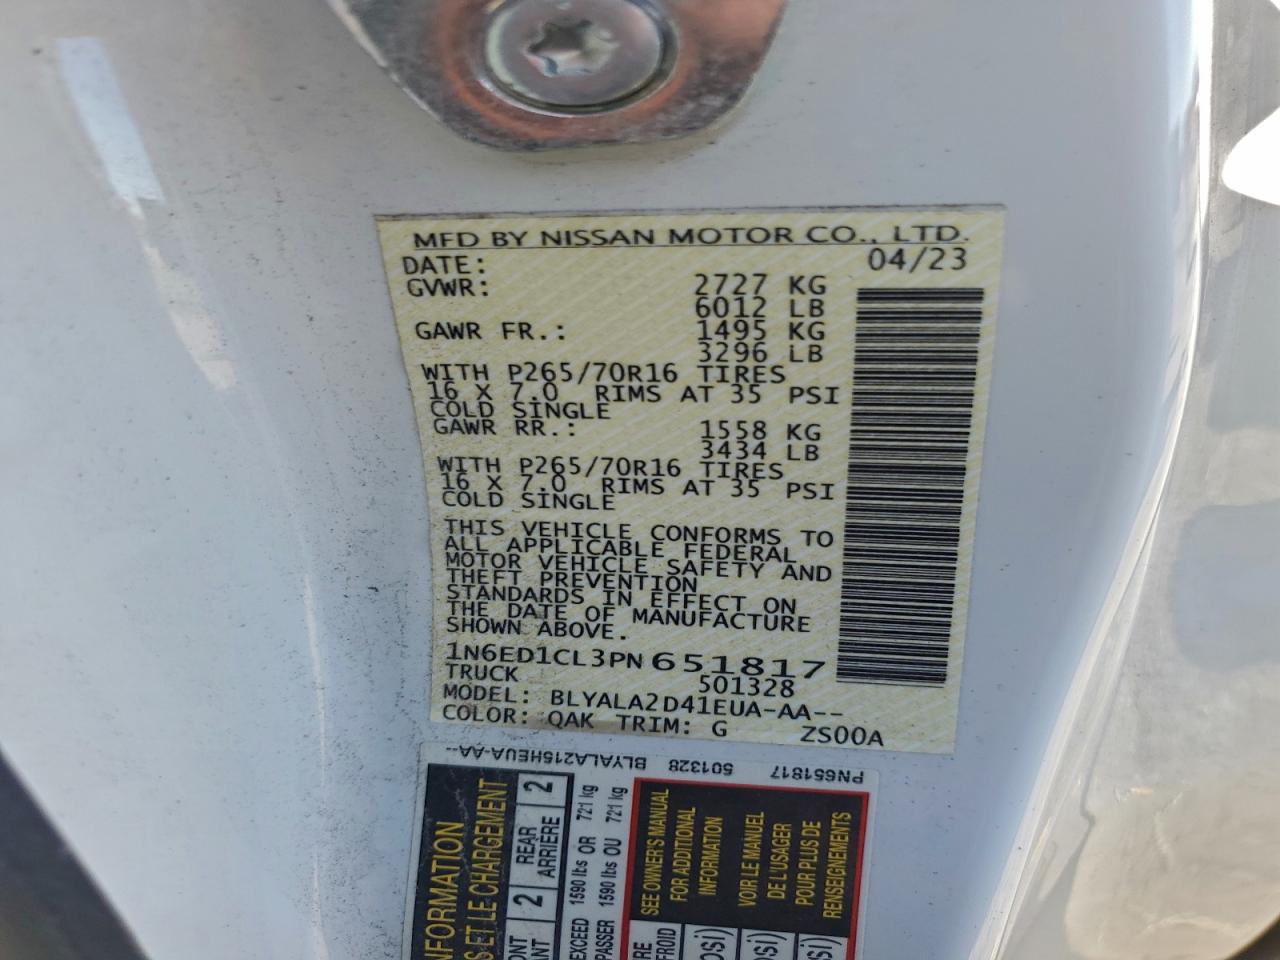 MFD BY NISSAN MOTOR CO., LTD.
DATE: 04/23
GVWR: 2727 KG
6012 LB
GAWR FR.: 1495 KG
3296 LB
WITH P265/70R16 TIRES
16 X 7.0 RIMS AT 35 PSI
COLD SINGLE
GAWR RR.: 1558 KG
3434 LB
WITH P265/70R16 TIRES
16 X 7.0 RIMS AT 35 PSI
COLD SINGLE
THIS VEHICLE CONFORMS TO
ALL APPLICABLE FEDERAL
MOTOR VEHICLE SAFETY AND
THEFT PREVENTION
STANDARDS IN EFFECT ON
THE DATE OF MANUFACTURE
SHOWN ABOVE.
1N6ED1CL3PN651817
TRUCK 501328
MODEL: BLYALA2D41EUA-AA--
COLOR: QAK TRIM: G ZS00A
PN651817 501328 BLYALA21SHEUA-AA--
S ET LE CHARGEMENT
2 REAR 2
ARRIÈRE
EXCEED 1590 lbs OR 721 kg
1590 lbs OU 721 kg
SEE OWNER'S MANUAL
FOR ADDITIONAL
INFORMATION
VOIR LE MANUEL
DE L'USAGER
POUR PLUS DE
RENSEIGNEMENTS